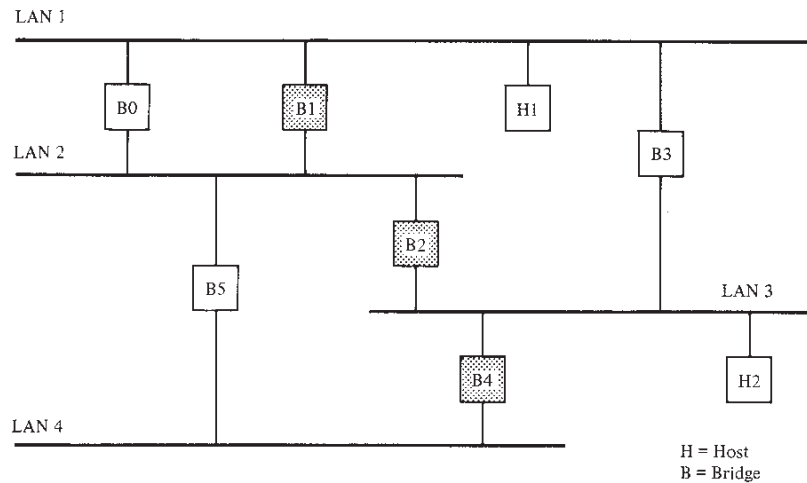 LAN 1
B0
B1
H1
B3
LAN 2
B2
B5
LAN 3
B4
H2
LAN 4
H = Host
B = Bridge